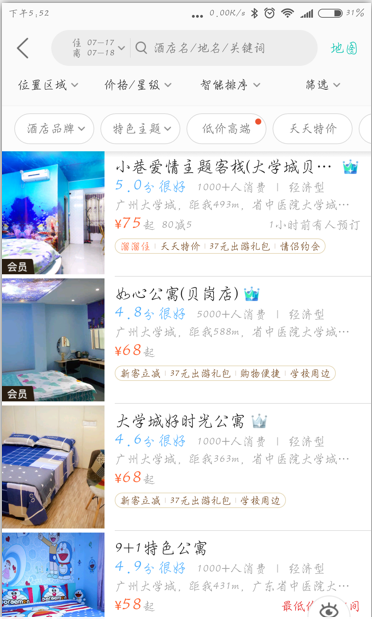 下午5:52 ... 0.00K/s 31%
住 07-17
离 07-18
酒店名/地名/关键词
地图
位置区域 价格/星级 智能排序 筛选
酒店品牌 特色主题 低价高端 天天特价
小巷爱情主题客栈(大学城贝...
5.0分 很好 1000+人消费 | 经济型
广州大学城，距我493m，省中医院大学城...
¥75起 80减5 1小时前有人预订
溜溜住 | 天天特价 | 37元出游礼包 | 情侣约会
会员
如心公寓(贝岗店)
4.8分 很好 5000+人消费 | 经济型
广州大学城，距我588m，省中医院大学城...
¥68起
新客立减 | 37元出游礼包 | 购物便捷 | 学校周边
会员
大学城好时光公寓
4.6分 很好 1000+人消费 | 经济型
广州大学城，距我363m，省中医院大学城...
¥68起
新客立减 | 37元出游礼包 | 学校周边
9+1特色公寓
4.9分 很好 1000+人消费 | 经济型
广州大学城，距我431m，广东省中医院大...
¥58起